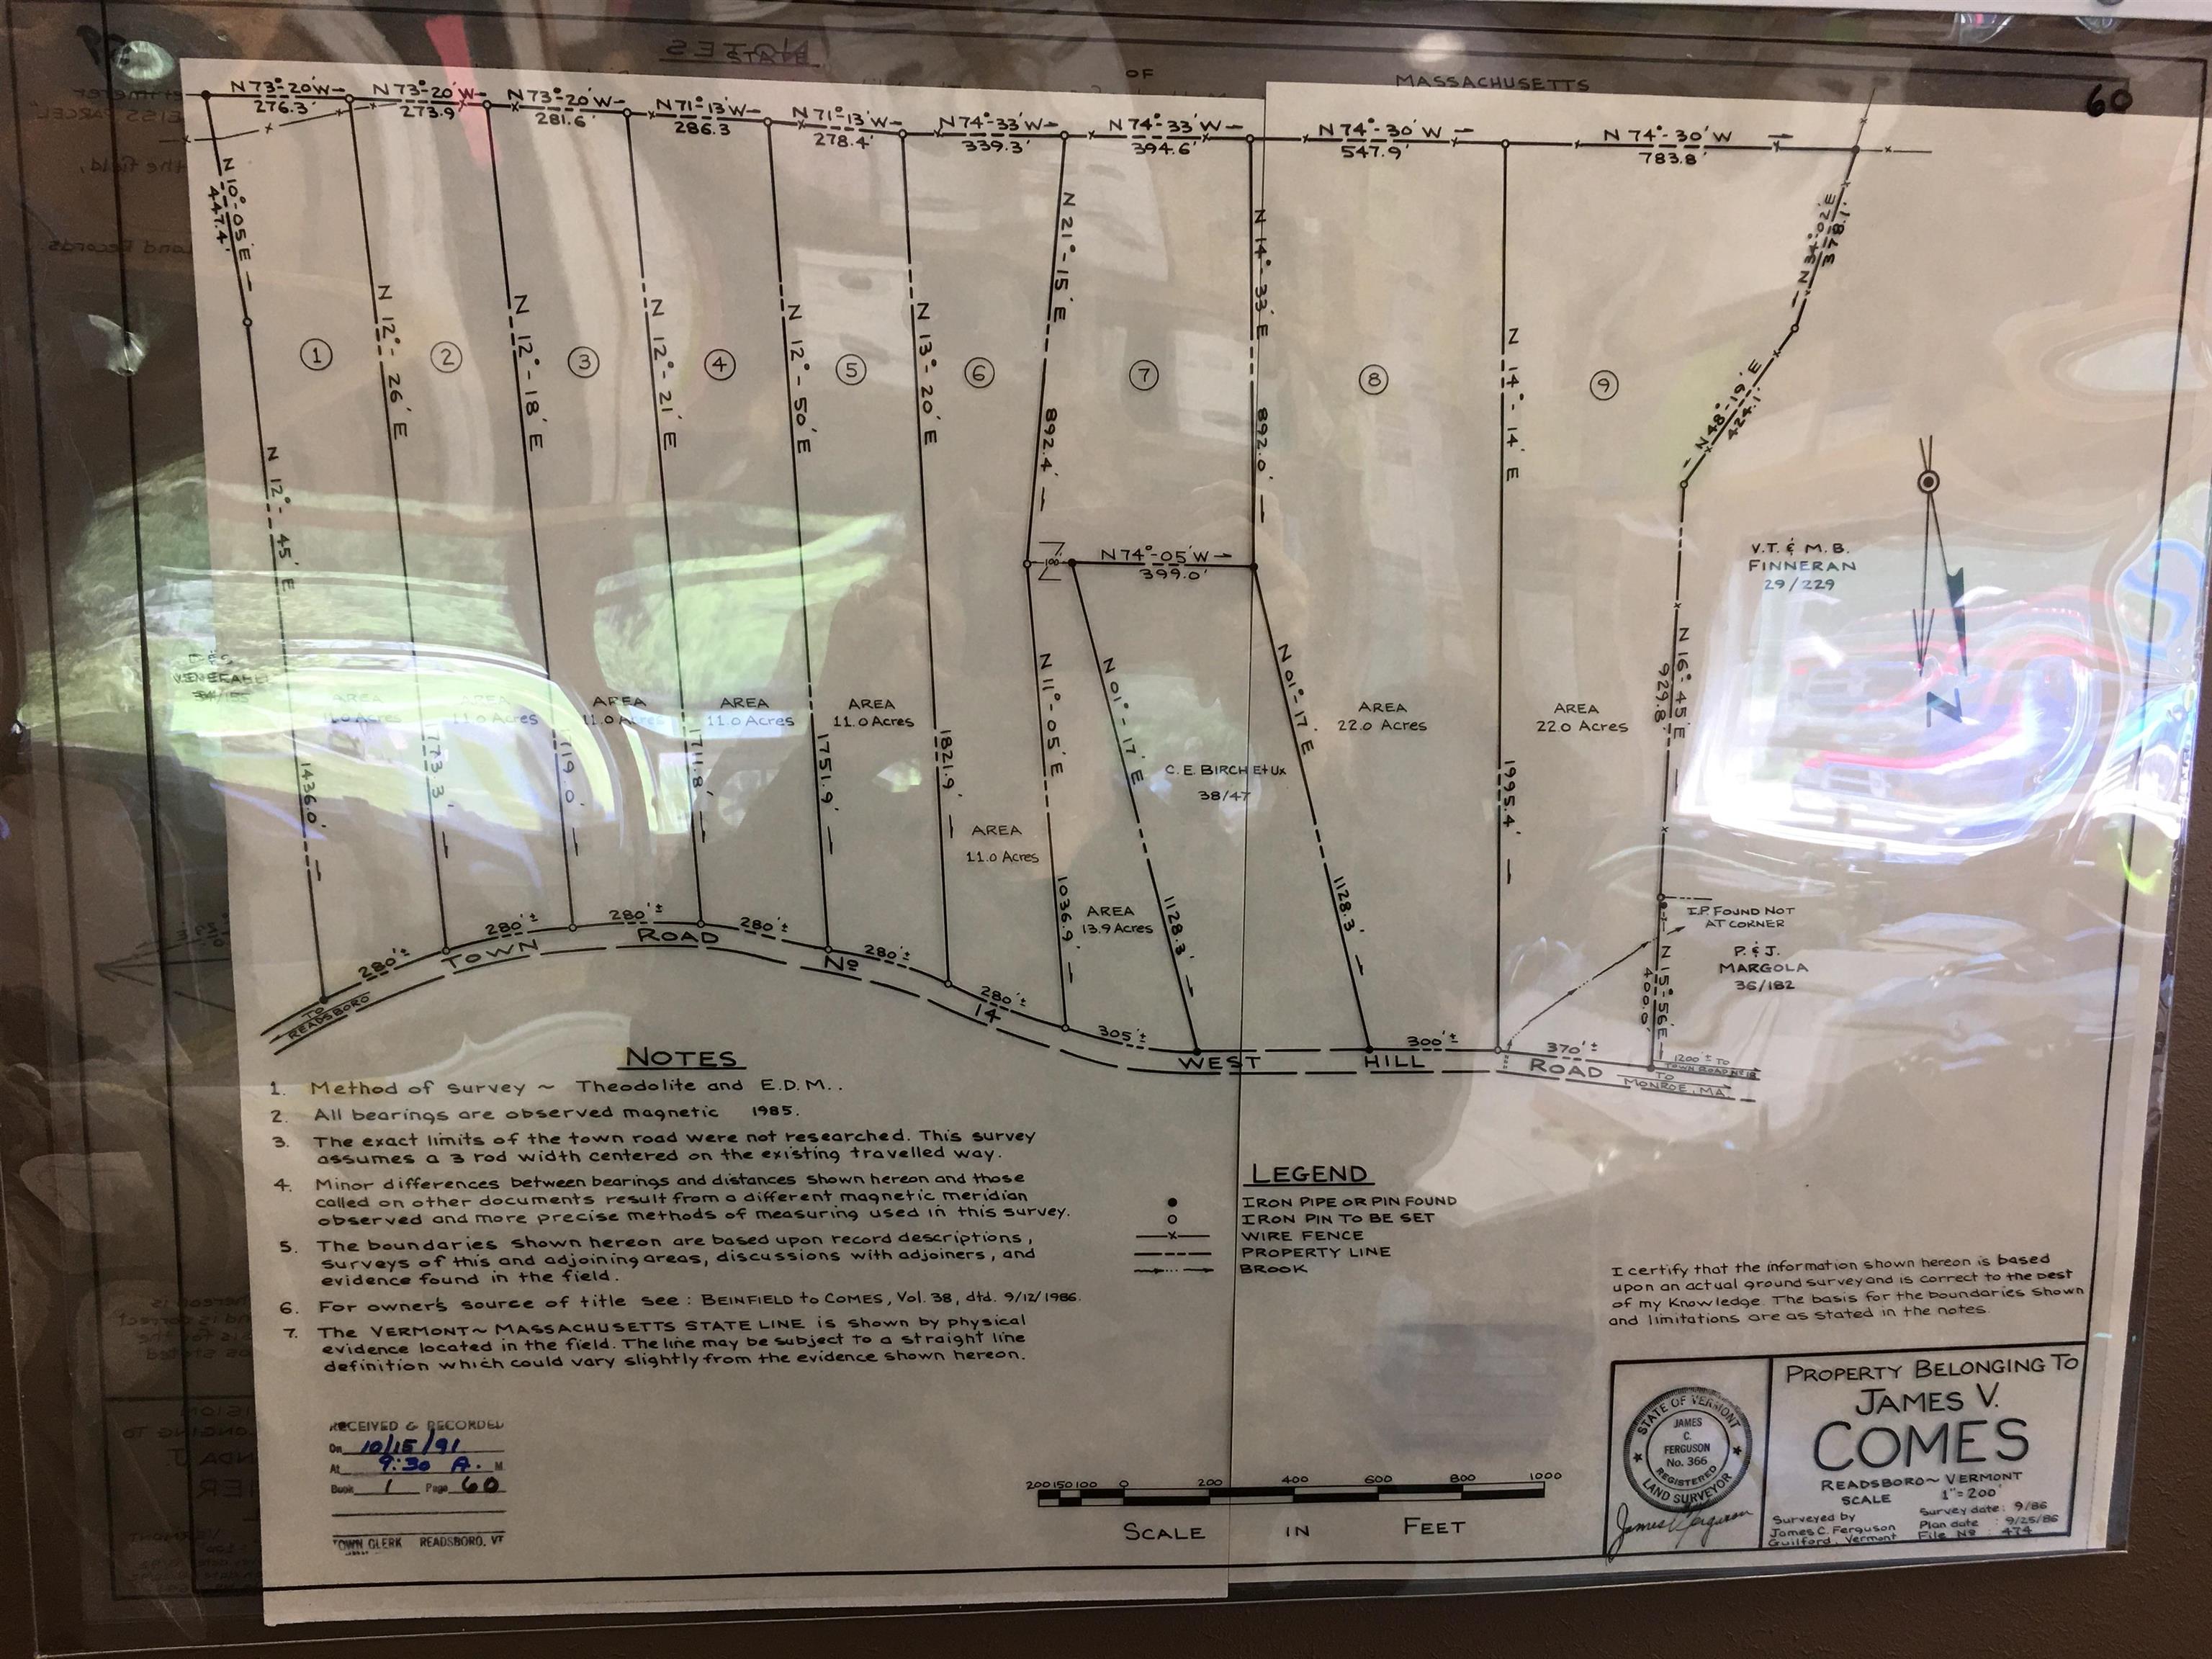 NOTES
STATE
OF
MASSACHUSETTS
60
N 73°-20'W
276.3'
N 73°-20'W
273.9'
N 73°-20'W
281.6'
N 71°-13'W
286.3
N 71°-13'W
278.4'
N 74°-33'W
339.3'
N 74°-33'W
394.6'
N 74°-30'W
547.9'
N 74°-30'W
783.8'
N 10°-05'E
447.4'
N 12°-45'E
1436.0'
N 12°-26'E
1773.3'
N 12°-18'E
1719.0'
N 12°-21'E
1711.8'
N 12°-50'E
1751.9'
N 13°-20'E
1821.9'
N 21°-15'E
892.4'
N 14°-33'E
892.0'
N 14°-14'E
1995.4'
N 34°-02'E
378.1'
N 48°-19'E
424.1'
N 16°-45'E
929.8'
N 15°-56'E
400.0'
1
2
3
4
5
6
7
8
9
100'
N 74°-05'W
399.0'
N 11°-05'E
1036.9'
N 01°-17'E
1128.3'
N 01°-17'E
1128.3'
V.T. & M.B.
FINNERAN
29/229
N
AREA
11.0 Acres
AREA
11.0 Acres
AREA
11.0 Acres
AREA
11.0 Acres
AREA
11.0 Acres
AREA
11.0 Acres
AREA
13.9 Acres
AREA
22.0 Acres
AREA
22.0 Acres
C.E. BIRCH Et Ux
38/47
I.P. FOUND NOT
AT CORNER
P. & J.
MARGOLA
36/182
280'±
280'±
280'±
280'±
280'±
280'±
305'±
300'±
370'±
TOWN ROAD Nº 14
WEST HILL ROAD
TO
READSBORO
1200'± TO
TOWN ROAD Nº 18
TO
MONROE, MA.
NOTES
1. Method of survey ~ Theodolite and E.D.M..
2. All bearings are observed magnetic 1985.
3. The exact limits of the town road were not researched. This survey
assumes a 3 rod width centered on the existing travelled way.
4. Minor differences between bearings and distances shown hereon and those
called on other documents result from a different magnetic meridian
observed and more precise methods of measuring used in this survey.
5. The boundaries shown hereon are based upon record descriptions,
surveys of this and adjoining areas, discussions with adjoiners, and
evidence found in the field.
6. For owner's source of title see: BEINFIELD to COMES, Vol. 38, dtd. 9/12/1986.
7. The VERMONT~MASSACHUSETTS STATE LINE is shown by physical
evidence located in the field. The line may be subject to a straight line
definition which could vary slightly from the evidence shown hereon.
LEGEND
IRON PIPE OR PIN FOUND
IRON PIN TO BE SET
WIRE FENCE
PROPERTY LINE
BROOK
I certify that the information shown hereon is based
upon an actual ground survey and is correct to the best
of my Knowledge. The basis for the boundaries shown
and limitations are as stated in the notes.
RECEIVED & RECORDED
On 10/15/91
At 9:30 A. M
Book 1 Page 60
TOWN CLERK READSBORO, VT
200 150 100 0 200 400 600 800 1000
SCALE IN FEET
STATE OF VERMONT
JAMES
C.
FERGUSON
No. 366
REGISTERED
LAND SURVEYOR
James C Ferguson
PROPERTY BELONGING TO
JAMES V.
COMES
READSBORO~VERMONT
SCALE 1"=200'
Surveyed by
James C. Ferguson
Guilford, Vermont
Survey date: 9/86
Plan date : 9/25/86
File Nº : 474